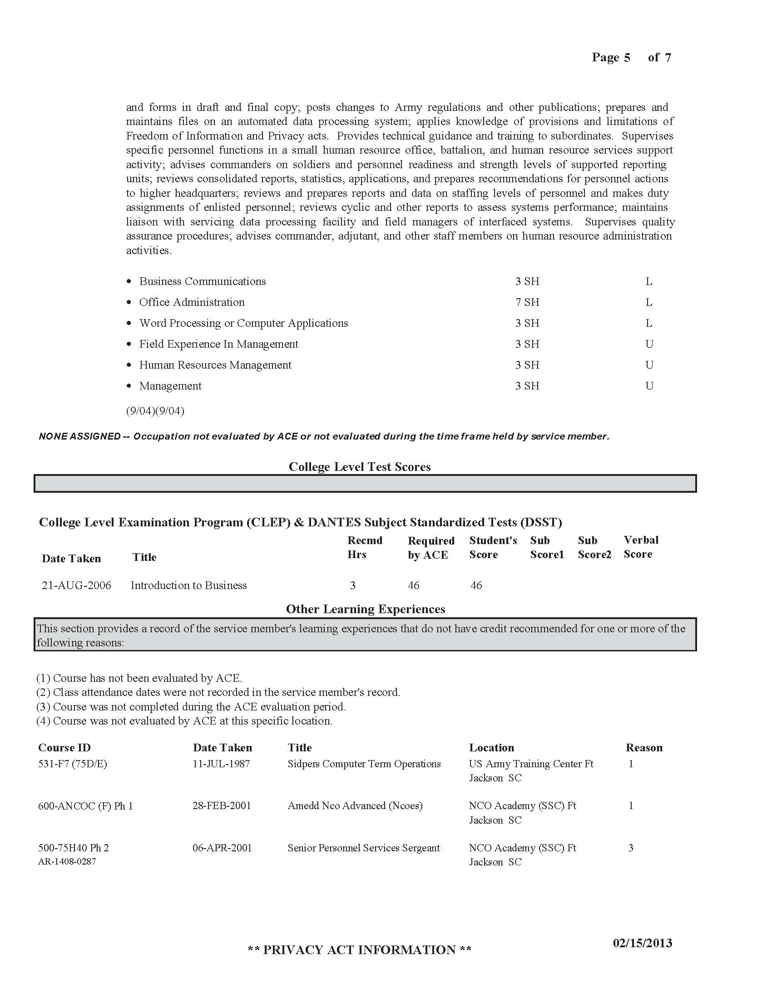 Page 5 of 7
and forms in draft and final copy; posts changes to Army regulations and other publications; prepares and
maintains files on an automated data processing system; applies knowledge of provisions and limitations of
Freedom of Information and Privacy acts. Provides technical guidance and training to subordinates. Supervises
specific personnel functions in a small human resource office, battalion, and human resource services support
activity; advises commanders on soldiers and personnel readiness and strength levels of supported reporting
units; reviews consolidated reports, statistics, applications, and prepares recommendations for personnel actions
to higher headquarters; reviews and prepares reports and data on staffing levels of personnel and makes duty
assignments of enlisted personnel; reviews cyclic and other reports to assess systems performance; maintains
liaison with servicing data processing facility and field managers of interfaced systems. Supervises quality
assurance procedures; advises commander, adjutant, and other staff members on human resource administration
activities.
• Business Communications 3 SH L
• Office Administration 7 SH L
• Word Processing or Computer Applications 3 SH L
• Field Experience In Management 3 SH U
• Human Resources Management 3 SH U
• Management 3 SH U
(9/04)(9/04)
NONE ASSIGNED -- Occupation not evaluated by ACE or not evaluated during the time frame held by service member.
College Level Test Scores
College Level Examination Program (CLEP) & DANTES Subject Standardized Tests (DSST)
Recmd Required Student's Sub Sub Verbal
Hrs by ACE Score Score1 Score2 Score
Date Taken Title
21-AUG-2006 Introduction to Business 3 46 46
Other Learning Experiences
This section provides a record of the service member's learning experiences that do not have credit recommended for one or more of the
following reasons:
(1) Course has not been evaluated by ACE.
(2) Class attendance dates were not recorded in the service member's record.
(3) Course was not completed during the ACE evaluation period.
(4) Course was not evaluated by ACE at this specific location.
Course ID Date Taken Title Location Reason
531-F7 (75D/E) 11-JUL-1987 Sidpers Computer Term Operations US Army Training Center Ft 1
Jackson SC
600-ANCOC (F) Ph 1 28-FEB-2001 Amedd Nco Advanced (Ncoes) NCO Academy (SSC) Ft 1
Jackson SC
500-75H40 Ph 2 06-APR-2001 Senior Personnel Services Sergeant NCO Academy (SSC) Ft 3
AR-1408-0287 Jackson SC
02/15/2013
** PRIVACY ACT INFORMATION **